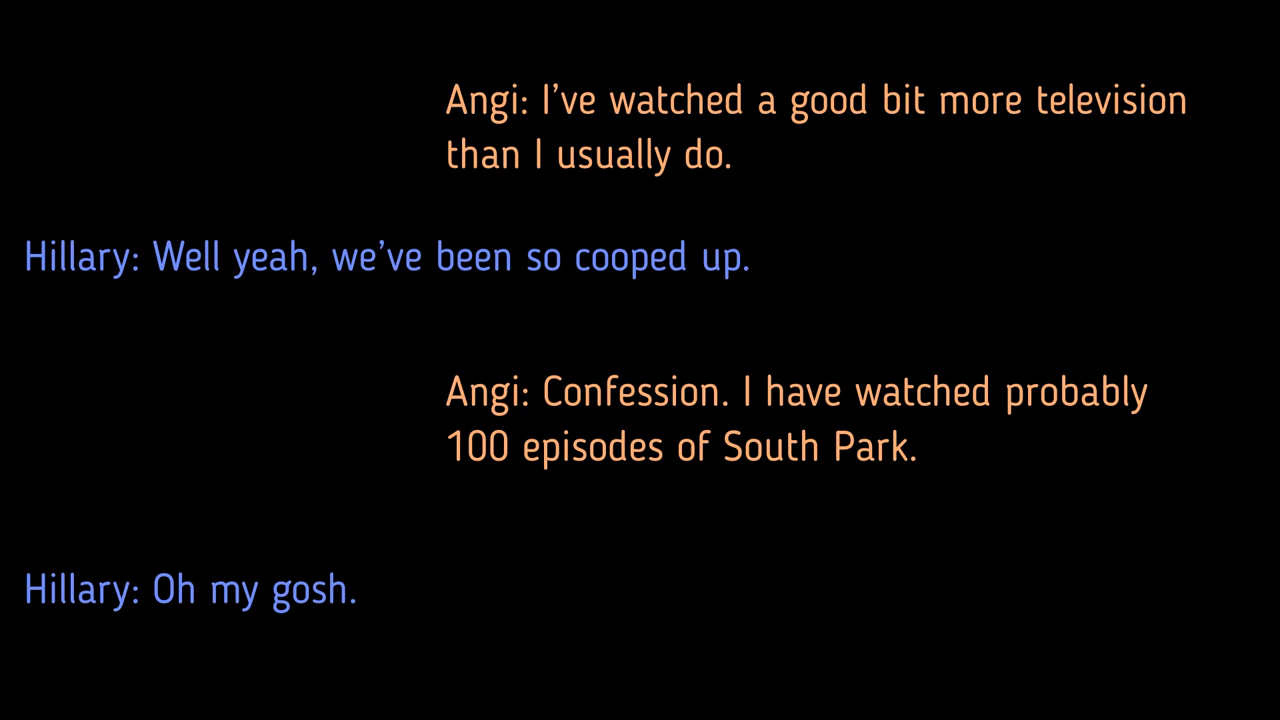 Angi: I’ve watched a good bit more television
than I usually do.
Hillary: Well yeah, we’ve been so cooped up.
Angi: Confession. I have watched probably
100 episodes of South Park.
Hillary: Oh my gosh.